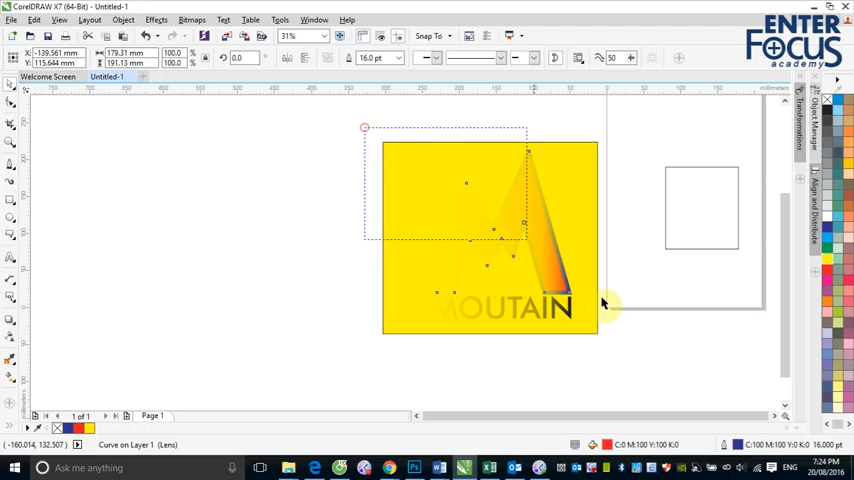 CorelDRAW X7 (64-Bit) - Untitled-1
File Edit View Layout Object Effects Bitmaps Text Table Tools Window Help
ENTER
FOCUS
academy
31% Snap To
X: -139.561 mm 179.31 mm 100.0 %
Y: 115.644 mm 191.13 mm 100.0 %
0.0 16.0 pt 50
Welcome Screen Untitled-1
millimeters
Transformations
Object Manager
Align and Distribute
MOUTAIN
1 of 1 Page 1
(-160.014, 132.507) Curve on Layer 1 (Lens) C:0 M:100 Y:100 K:0 C:100 M:100 Y:0 K:0 16.000 pt
Ask me anything
ENG
7:24 PM
20/08/2016